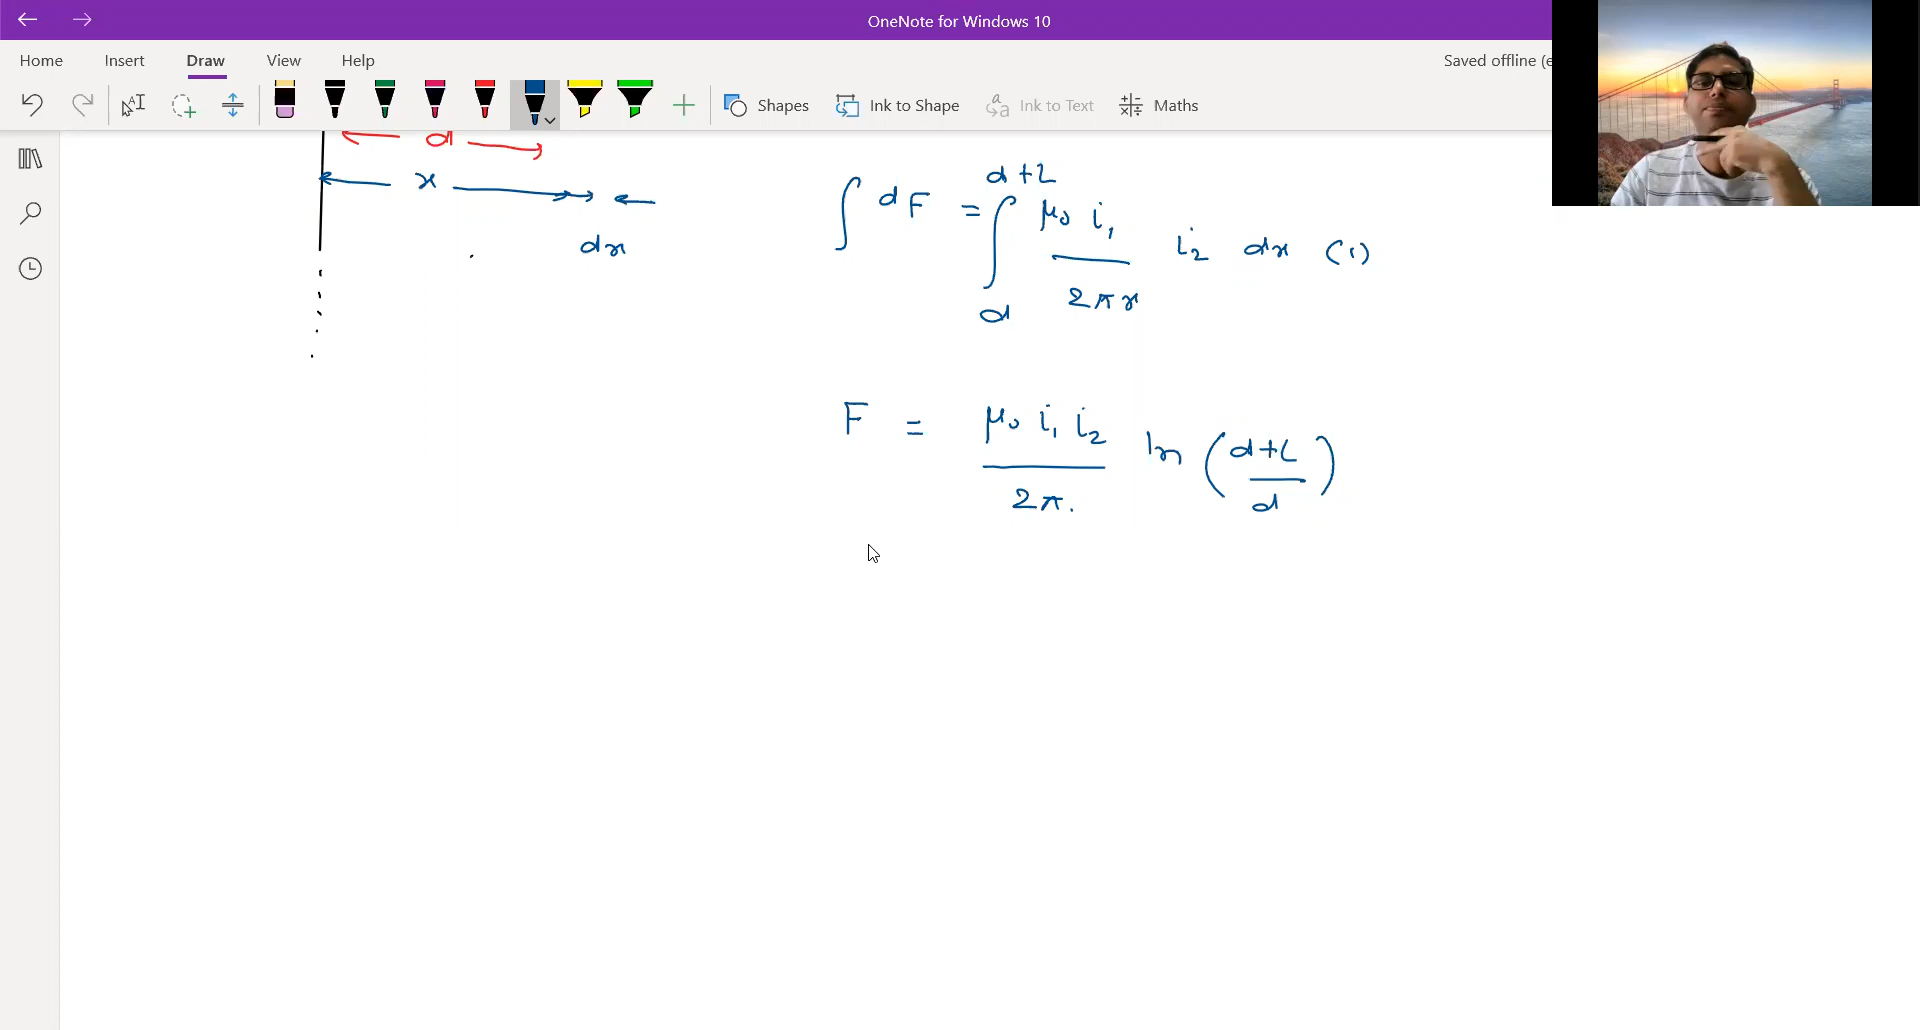 OneNote for Windows 10
Home Insert Draw View Help
Saved offline (e
Shapes Ink to Shape Ink to Text Maths
d
x
dx
∫ dF = ∫_d^{d+L} μ₀ i₁ / 2πx i₂ dx (1)
F = μ₀ i₁ i₂ / 2π. ln (d+L / d)